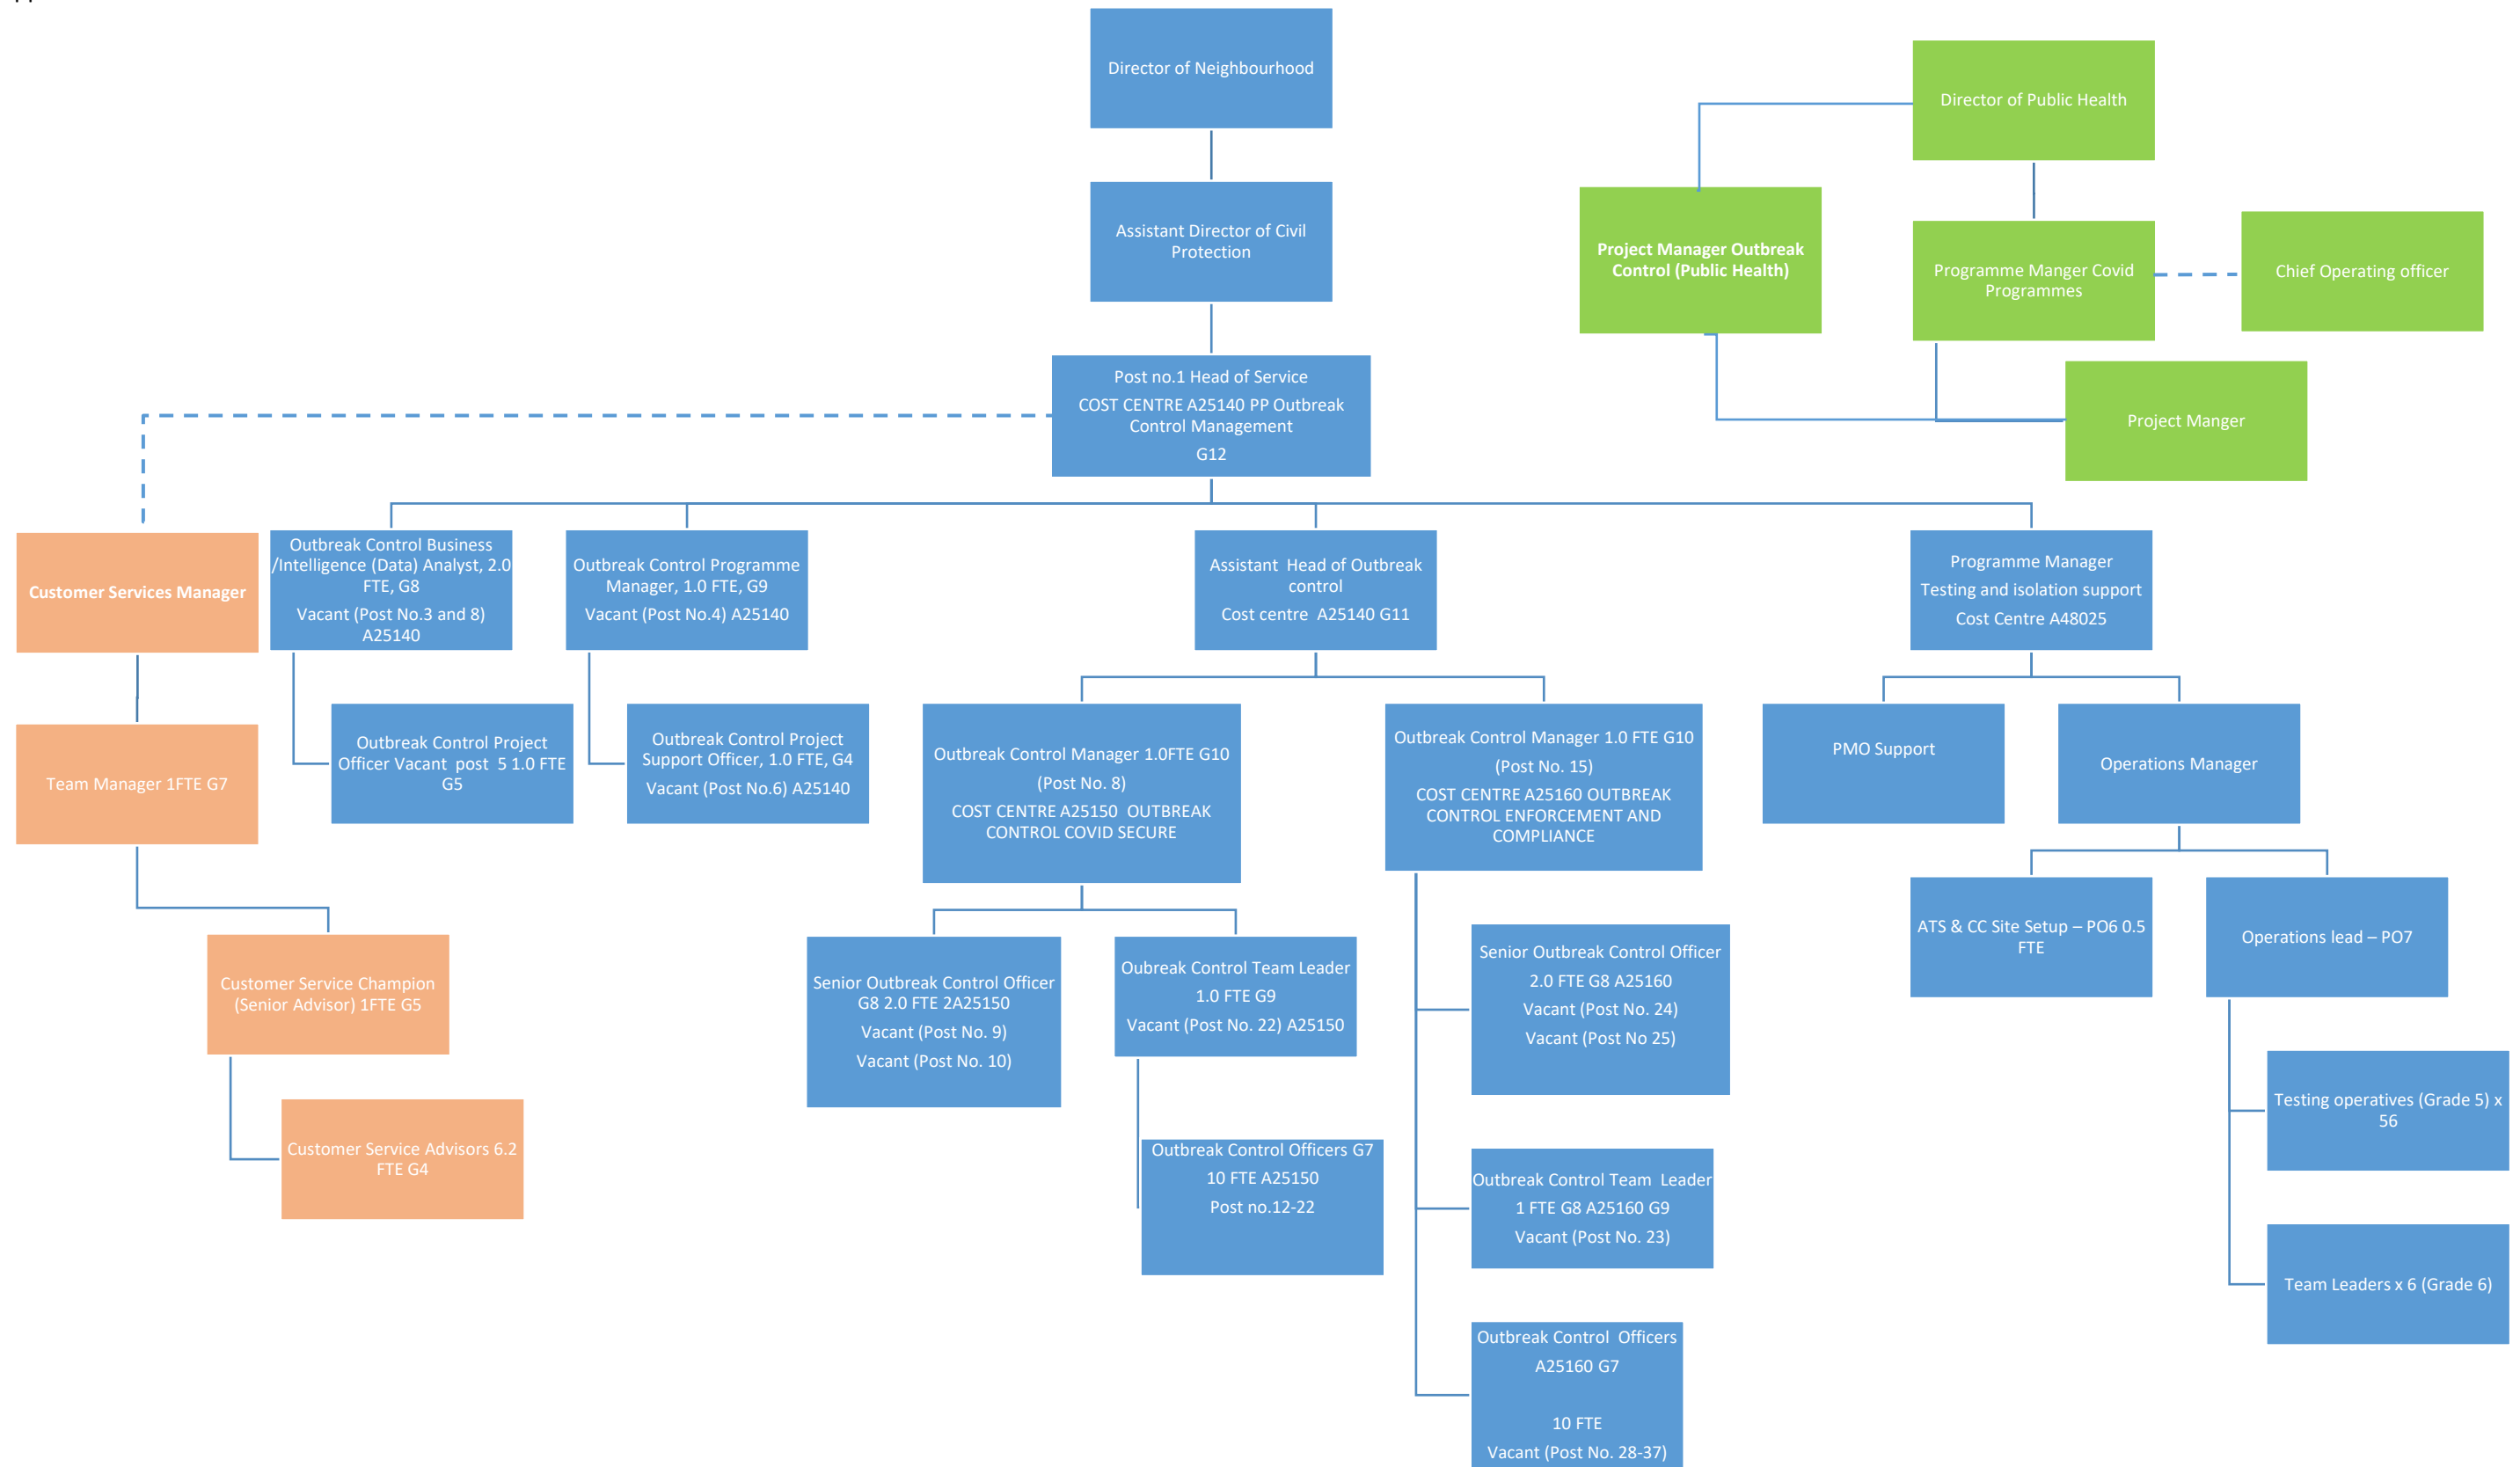 Director of Neighbourhood
Director of Public Health
Assistant Director of Civil
Protection
Project Manager Outbreak
Control (Public Health)
Programme Manger Covid
Programmes
Chief Operating officer
Post no.1 Head of Service
COST CENTRE A25140 PP Outbreak
Control Management
G12
Project Manger
Customer Services Manager
Outbreak Control Business
/Intelligence (Data) Analyst, 2.0
FTE, G8
Vacant (Post No.3 and 8)
A25140
Outbreak Control Programme
Manager, 1.0 FTE, G9
Vacant (Post No.4) A25140
Assistant Head of Outbreak
control
Cost centre A25140 G11
Programme Manager
Testing and isolation support
Cost Centre A48025
Team Manager 1FTE G7
Outbreak Control Project
Officer Vacant post 5 1.0 FTE
G5
Outbreak Control Project
Support Officer, 1.0 FTE, G4
Vacant (Post No.6) A25140
Outbreak Control Manager 1.0FTE G10
(Post No. 8)
COST CENTRE A25150 OUTBREAK
CONTROL COVID SECURE
Outbreak Control Manager 1.0 FTE G10
(Post No. 15)
COST CENTRE A25160 OUTBREAK
CONTROL ENFORCEMENT AND
COMPLIANCE
PMO Support
Operations Manager
Customer Service Champion
(Senior Advisor) 1FTE G5
Senior Outbreak Control Officer
G8 2.0 FTE 2A25150
Vacant (Post No. 9)
Vacant (Post No. 10)
Oubreak Control Team Leader
1.0 FTE G9
Vacant (Post No. 22) A25150
Senior Outbreak Control Officer
2.0 FTE G8 A25160
Vacant (Post No. 24)
Vacant (Post No 25)
ATS & CC Site Setup – PO6 0.5
FTE
Operations lead – PO7
Customer Service Advisors 6.2
FTE G4
Outbreak Control Officers G7
10 FTE A25150
Post no.12-22
Outbreak Control Team Leader
1 FTE G8 A25160 G9
Vacant (Post No. 23)
Testing operatives (Grade 5) x
56
Team Leaders x 6 (Grade 6)
Outbreak Control Officers
A25160 G7
10 FTE
Vacant (Post No. 28-37)